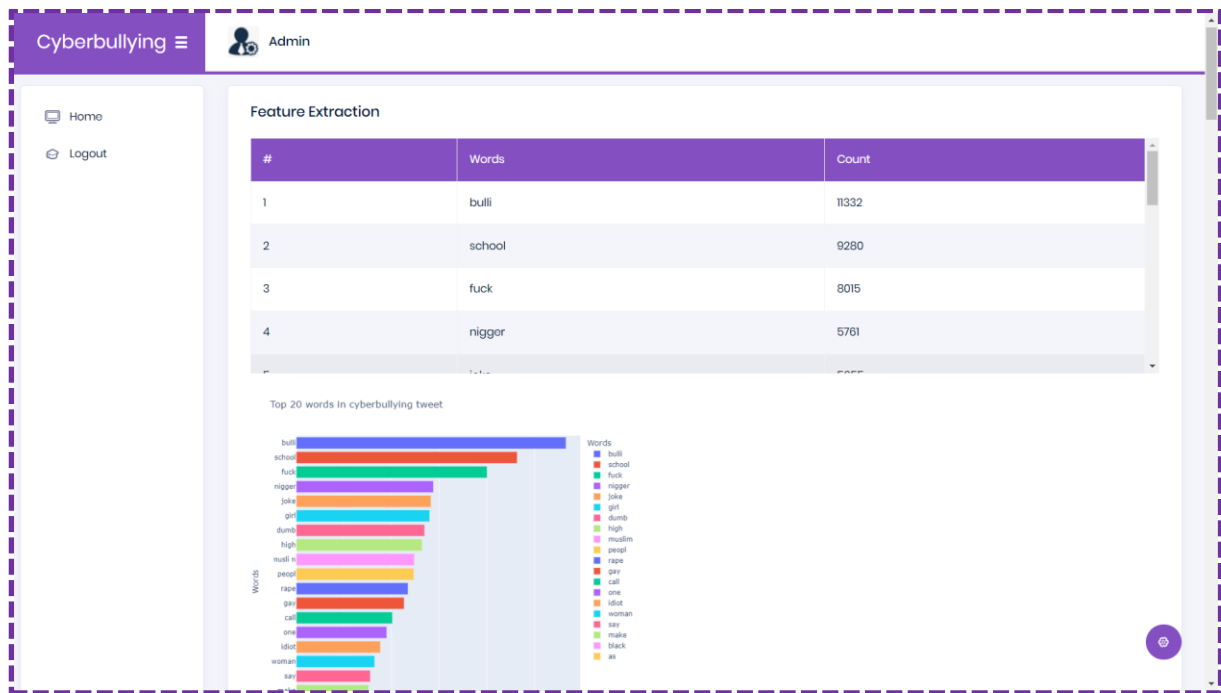 Cyberbullying
Admin
Home
Logout
Feature Extraction
# Words Count
1 bulli 11332
2 school 9280
3 fuck 8015
4 nigger 5761
Top 20 words in cyberbullying tweet
Words
bulli
school
fuck
nigger
joke
girl
dumb
high
musli n
peopl
rape
gay
call
one
idiot
woman
say
Words
bulli
school
fuck
nigger
joke
girl
dumb
high
muslim
peopl
rape
gay
call
one
idiot
woman
say
make
black
as